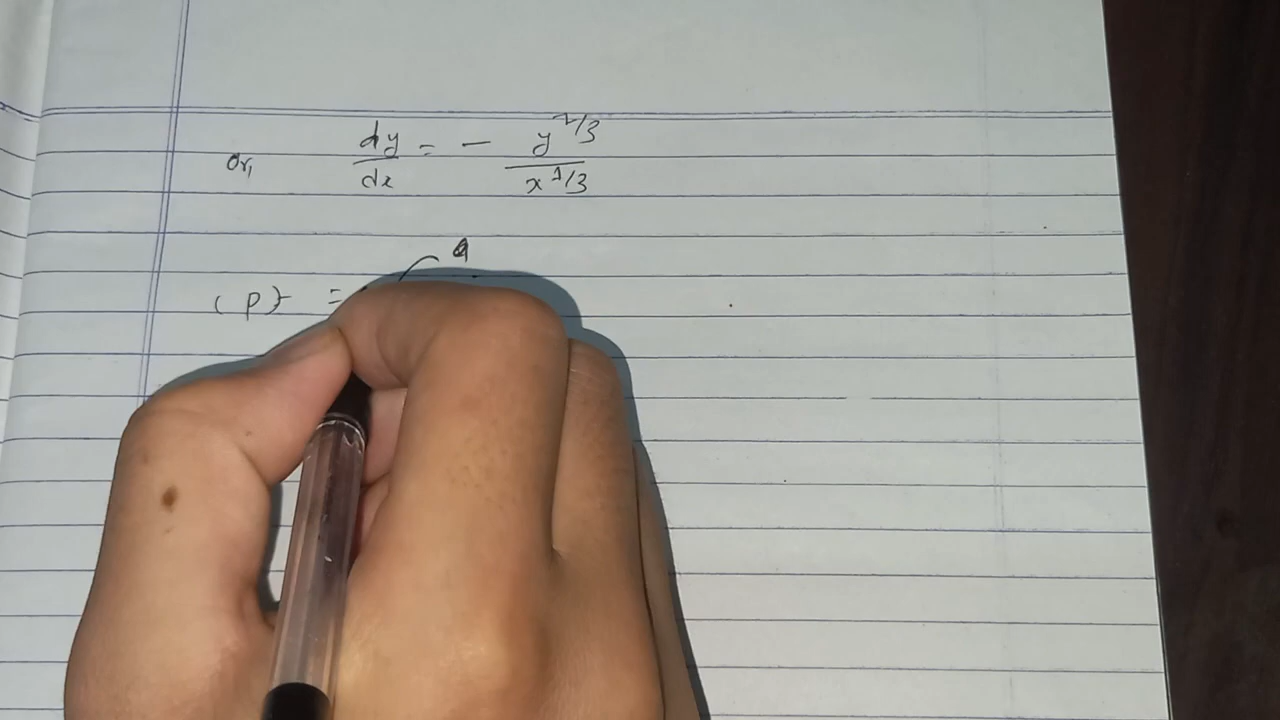 or, dy/dx = - y^1/3 / x^1/3
(p) = ∫ a